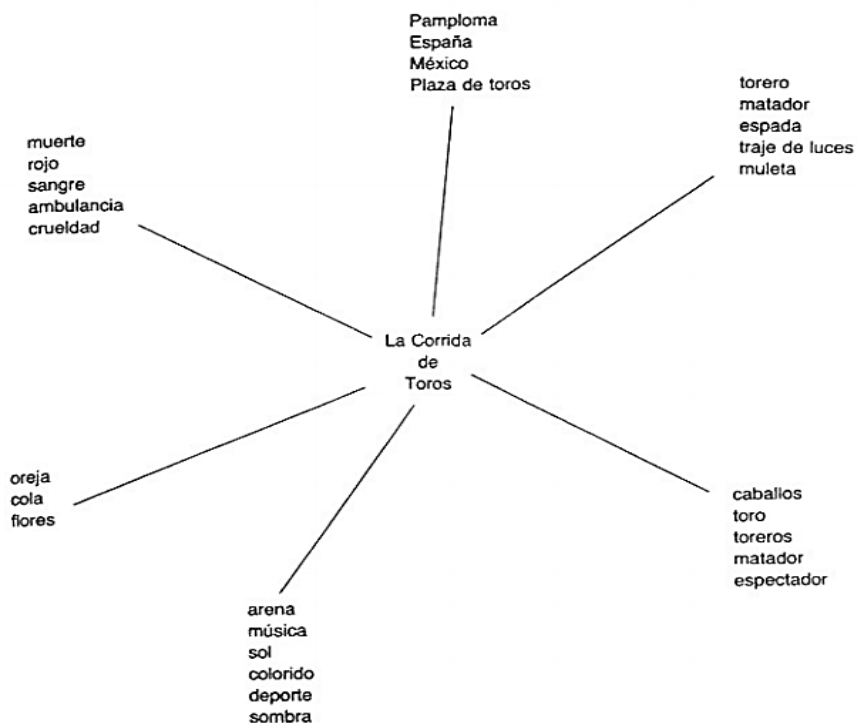 Pamploma
España
México
Plaza de toros
torero
matador
espada
traje de luces
muleta
muerte
rojo
sangre
ambulancia
crueldad
La Corrida
de
Toros
oreja
cola
flores
caballos
toro
toreros
matador
espectador
arena
música
sol
colorido
deporte
sombra